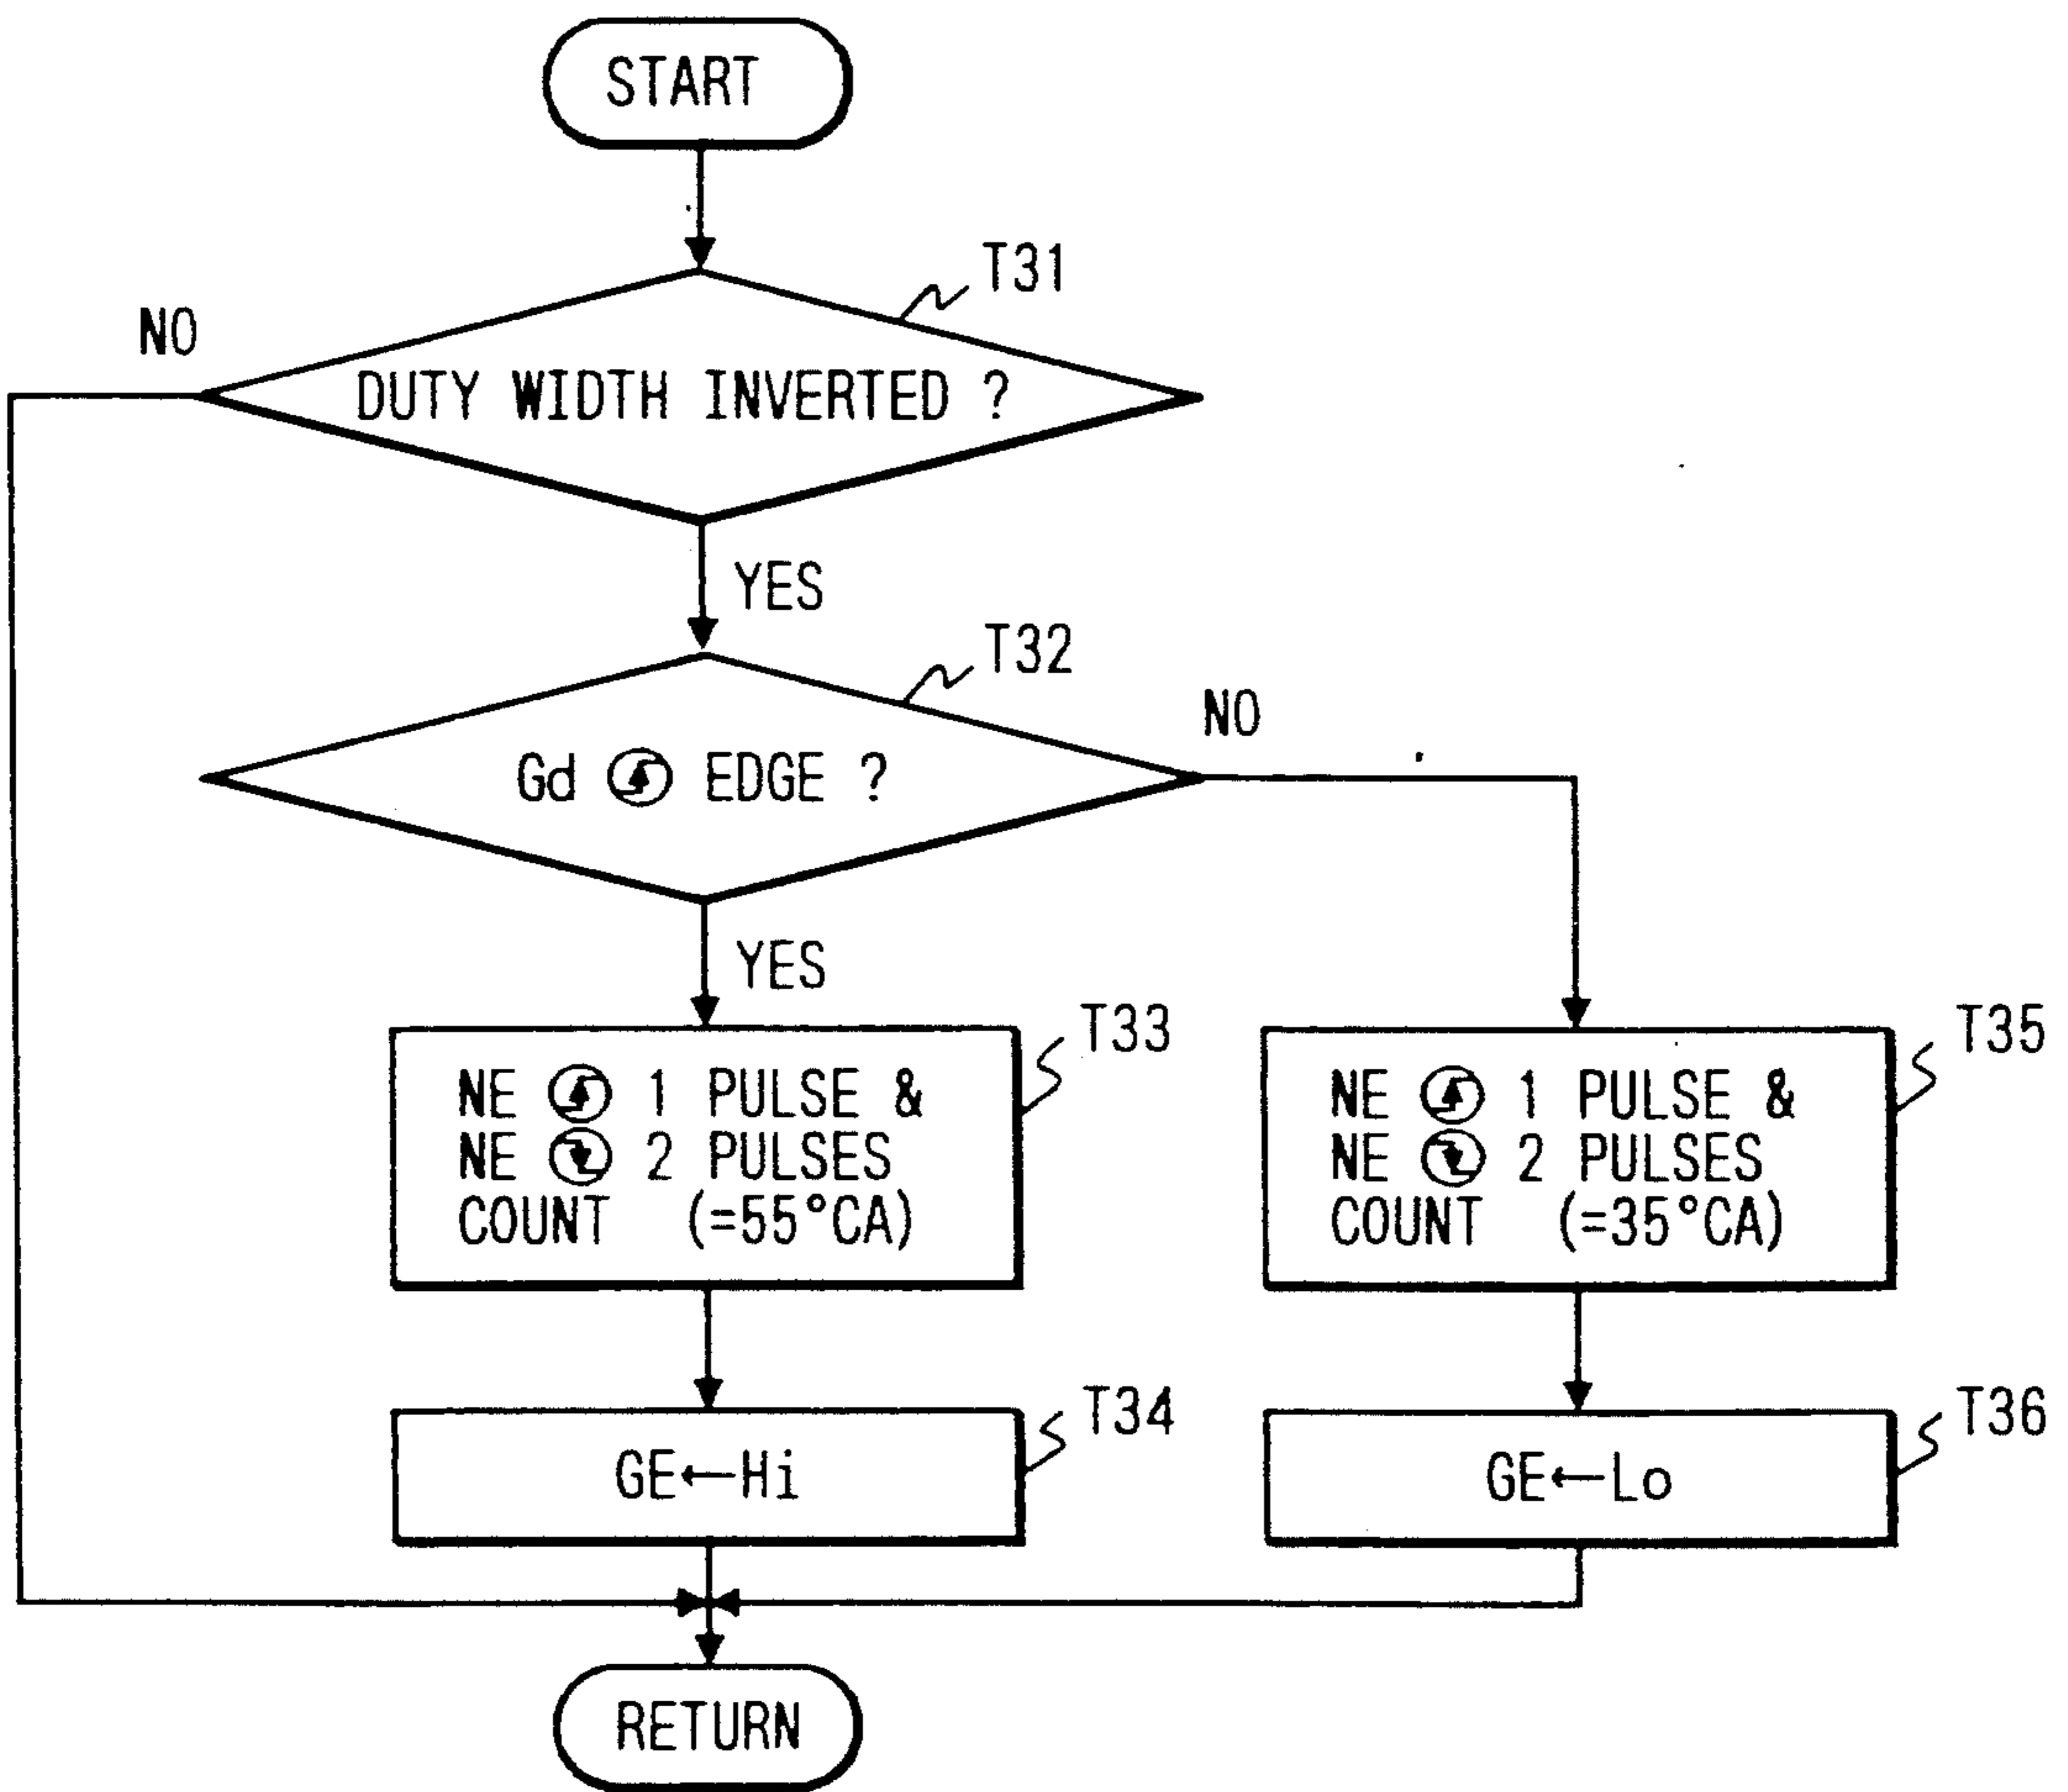 START
T31
NO
DUTY WIDTH INVERTED ?
YES
T32
NO
Gd EDGE ?
YES
T33
NE 1 PULSE &
NE 2 PULSES
COUNT (=55°CA)
T35
NE 1 PULSE &
NE 2 PULSES
COUNT (=35°CA)
T34
GE←Hi
T36
GE←Lo
RETURN